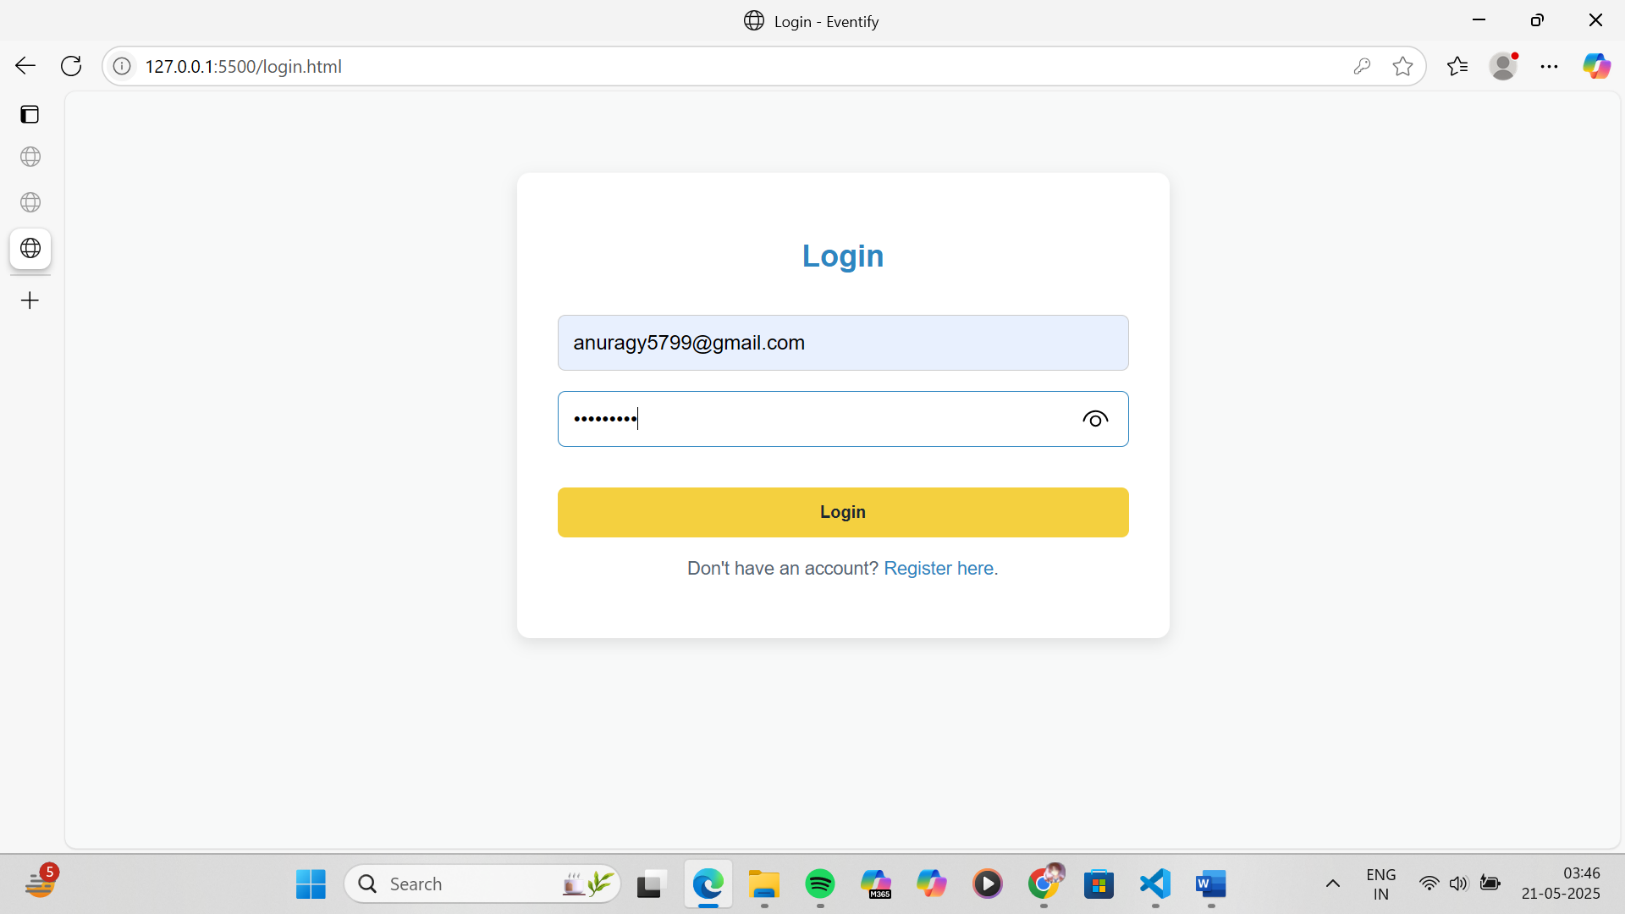 Login - Eventify
127.0.0.1:5500/login.html
Login
anuragy5799@gmail.com
•••••••••
Login
Don't have an account? Register here.
5
Search
M365
W
ENG
IN
03:46
21-05-2025